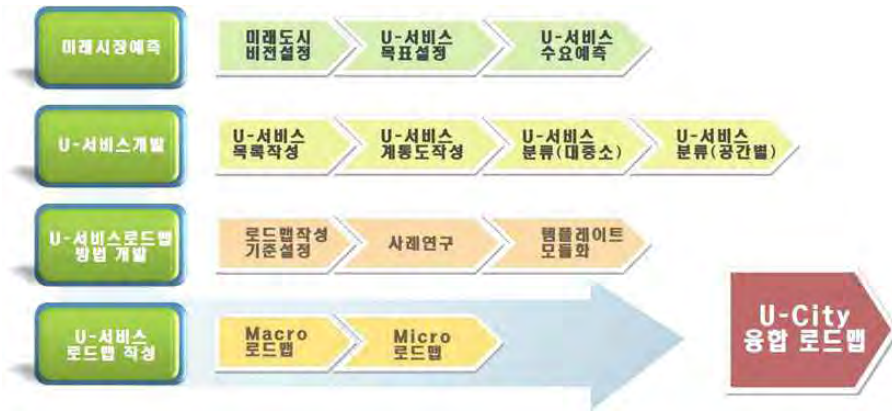 미래시장예측
미래도시
비전설정
U-서비스
목표설정
U-서비스
수요예측
U-서비스개발
U-서비스
목록작성
U-서비스
계통도작성
U-서비스
분류(대중소)
U-서비스
분류(공간별)
U-서비스로드맵
방법 개발
로드맵작성
기준설정
사례연구
템플레이트
모듈화
U-서비스
로드맵 작성
Macro
로드맵
Micro
로드맵
U-City
융합 로드맵